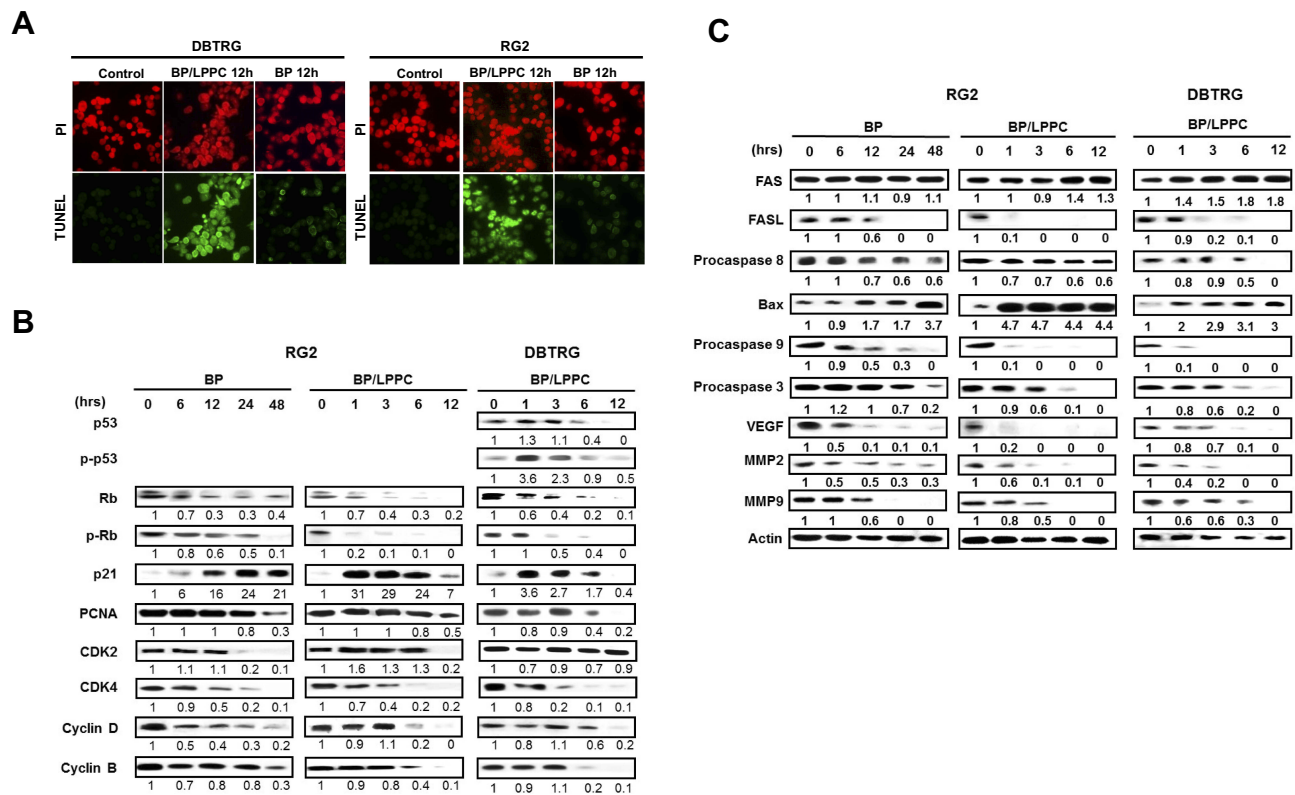 A
DBTRG
RG2
Control BP/LPPC 12h BP 12h
Control BP/LPPC 12h BP 12h
PI
PI
TUNEL
TUNEL
B
RG2 DBTRG
BP BP/LPPC BP/LPPC
(hrs) 0 6 12 24 48 0 1 3 6 12 0 1 3 6 12
p53
1 1.3 1.1 0.4 0
p-p53
1 3.6 2.3 0.9 0.5
Rb
1 0.7 0.3 0.3 0.4 1 0.7 0.4 0.3 0.2 1 0.6 0.4 0.2 0.1
p-Rb
1 0.8 0.6 0.5 0.1 1 0.2 0.1 0.1 0 1 1 0.5 0.4 0
p21
1 6 16 24 21 1 31 29 24 7 1 3.6 2.7 1.7 0.4
PCNA
1 1 1 0.8 0.3 1 1 1 0.8 0.5 1 0.8 0.9 0.4 0.2
CDK2
1 1.1 1.1 0.2 0.1 1 1.6 1.3 1.3 0.2 1 0.7 0.9 0.7 0.9
CDK4
1 0.9 0.5 0.2 0.1 1 0.7 0.4 0.2 0.2 1 0.8 0.2 0.1 0.1
Cyclin D
1 0.5 0.4 0.3 0.2 1 0.9 1.1 0.2 0 1 0.8 1.1 0.6 0.2
Cyclin B
1 0.7 0.8 0.8 0.3 1 0.9 0.8 0.4 0.1 1 0.9 1.1 0.2 0.1
C
RG2 DBTRG
BP BP/LPPC BP/LPPC
(hrs) 0 6 12 24 48 0 1 3 6 12 0 1 3 6 12
FAS
1 1 1.1 0.9 1.1 1 1 0.9 1.4 1.3 1 1.4 1.5 1.8 1.8
FASL
1 1 0.6 0 0 1 0.1 0 0 0 1 0.9 0.2 0.1 0
Procaspase 8
1 1 0.7 0.6 0.6 1 0.7 0.7 0.6 0.6 1 0.8 0.9 0.5 0
Bax
1 0.9 1.7 1.7 3.7 1 4.7 4.7 4.4 4.4 1 2 2.9 3.1 3
Procaspase 9
1 0.9 0.5 0.3 0 1 0.1 0 0 0 1 0.1 0 0 0
Procaspase 3
1 1.2 1 0.7 0.2 1 0.9 0.6 0.1 0 1 0.8 0.6 0.2 0
VEGF
1 0.5 0.1 0.1 0.1 1 0.2 0 0 0 1 0.8 0.7 0.1 0
MMP2
1 0.5 0.5 0.3 0.3 1 0.6 0.1 0.1 0 1 0.4 0.2 0 0
MMP9
1 1 0.6 0 0 1 0.8 0.5 0 0 1 0.6 0.6 0.3 0
Actin